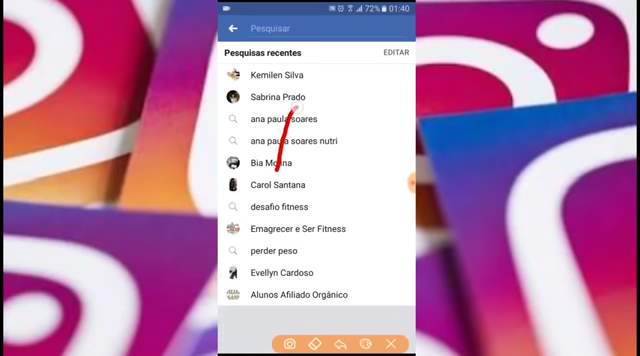 72% 01:40
Pesquisar
Pesquisas recentes EDITAR
Kemilen Silva
Sabrina Prado
ana paula soares
ana paula soares nutri
Bia Molina
Carol Santana
desafio fitness
Emagrecer e Ser Fitness
perder peso
Evellyn Cardoso
Alunos Afiliado Orgânico